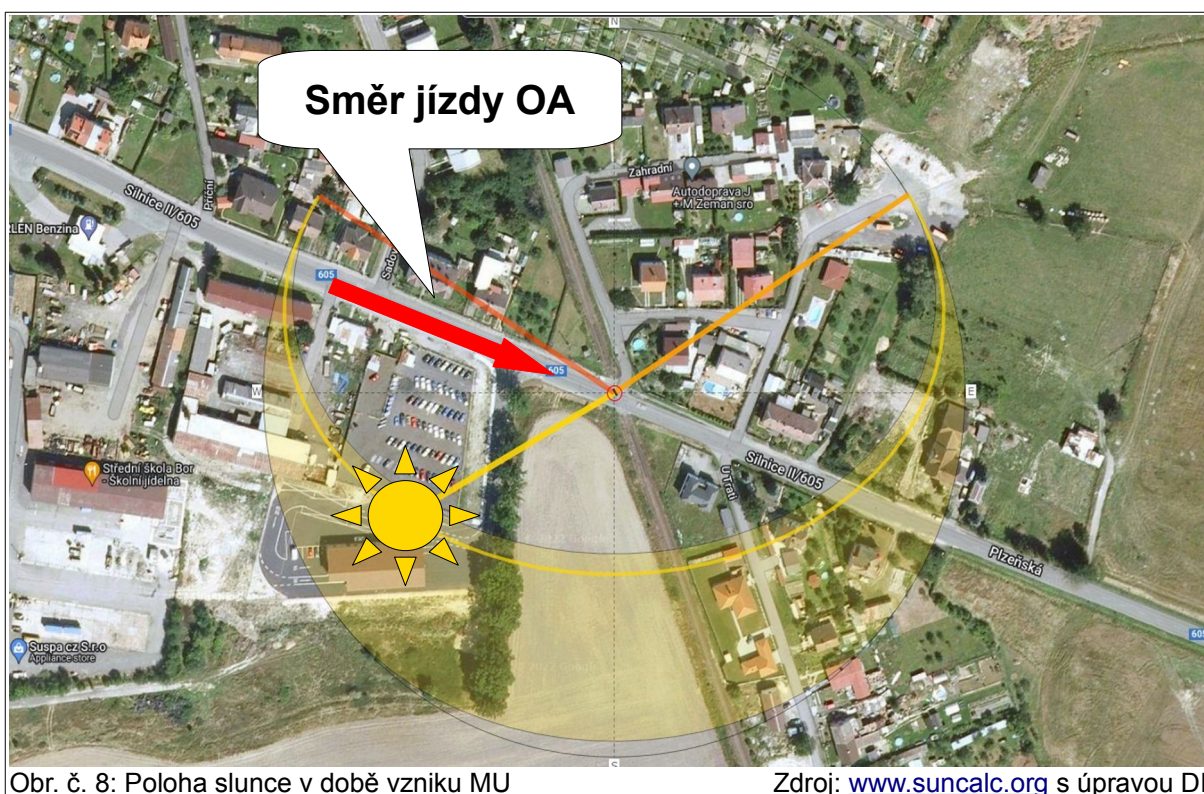 N
Směr jízdy OA
Zahradní
Autodoprava J
+ M Zeman sro
Příční
Silnice II/605
RLEN Benzina
605
605
W
E
Střední škola Bor
- Školní jídelna
Silnice II/605
U Trati
Plzeňská
605
Suspa cz S.r.o
Appliance store
S
Obr. č. 8: Poloha slunce v době vzniku MU
Zdroj: www.suncalc.org s úpravou DI